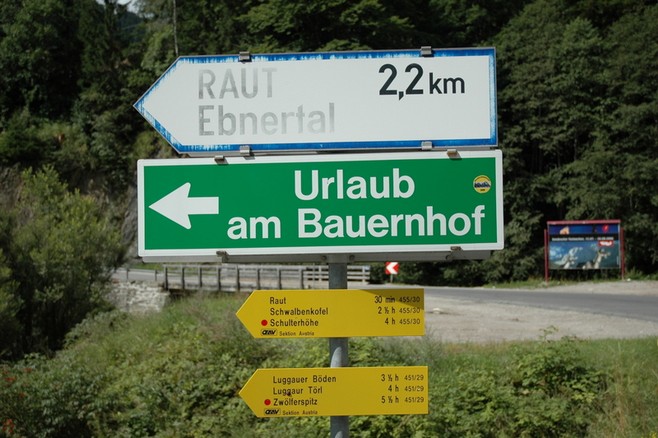 RAUT 2,2 km
Ebnertal
Urlaub
am Bauernhof
Raut 30 min 455/30
Schwalbenkofel 2 ½ h 455/30
Schulterhöhe 4 h 455/30
Sektion Austria
Luggauer Böden 3 ½ h 451/29
Luggaur Törl 4 h 451/29
Zwölferspitz 5 ½ h 451/29
Sektion Austria